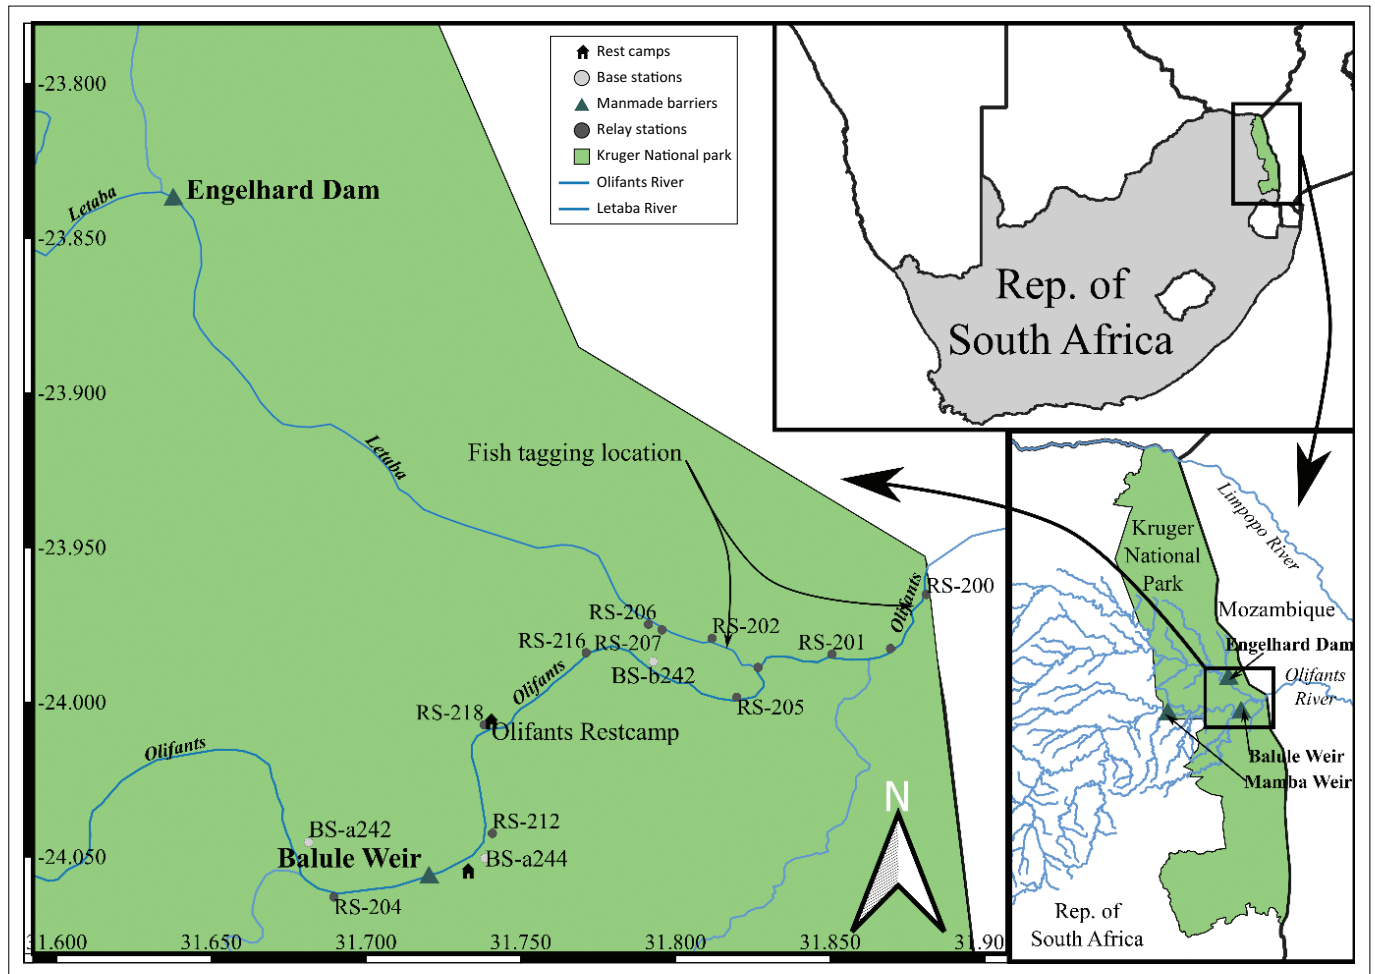 Rest camps
Base stations
Manmade barriers
Relay stations
Kruger National park
Olifants River
Letaba River
-23.800
-23.850
-23.900
-23.950
-24.000
-24.050
31.600
31.650
31.700
31.750
31.800
31.850
31.90
Letaba
Engelhard Dam
Letaba
Fish tagging location
Olifants
RS-200
RS-206
RS-202
RS-216
RS-207
RS-201
BS-b242
Olifants
RS-205
RS-218
Olifants Restcamp
Olifants
BS-a242
RS-212
Balule Weir
BS-a244
RS-204
N
Rep. of
South Africa
Limpopo River
Kruger
National
Park
Mozambique
Engelhard Dam
Olifants
River
Balule Weir
Mamba Weir
Rep. of
South Africa